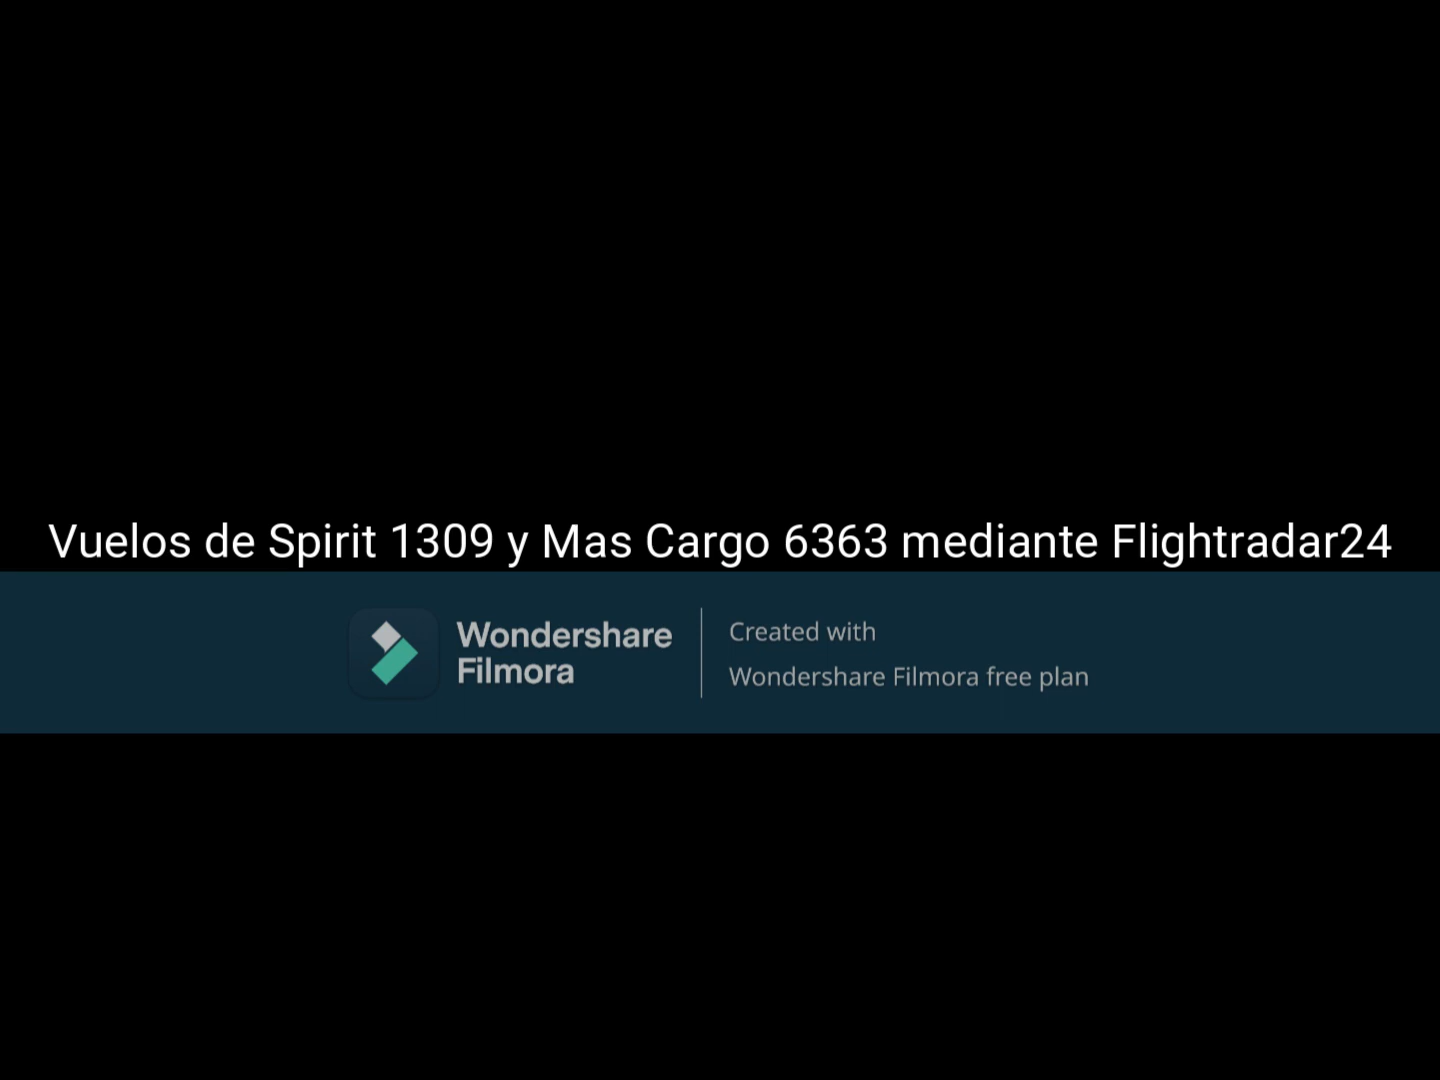 Vuelos de Spirit 1309 y Mas Cargo 6363 mediante Flightradar24
Wondershare
Filmora
Created with
Wondershare Filmora free plan